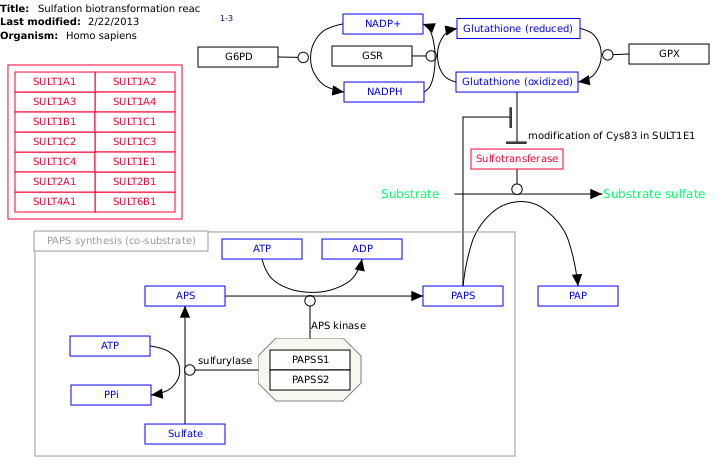 Title: Sulfation biotransformation reac
Last modified: 2/22/2013
Organism: Homo sapiens
1-3
NADP+
Glutathione (reduced)
G6PD
GSR
GPX
NADPH
Glutathione (oxidized)
SULT1A1 SULT1A2
SULT1A3 SULT1A4
SULT1B1 SULT1C1
SULT1C2 SULT1C3
SULT1C4 SULT1E1
SULT2A1 SULT2B1
SULT4A1 SULT6B1
modification of Cys83 in SULT1E1
Sulfotransferase
Substrate
Substrate sulfate
PAPS synthesis (co-substrate)
ATP
ADP
APS
PAPS
PAP
APS kinase
ATP
sulfurylase
PAPSS1
PAPSS2
PPi
Sulfate